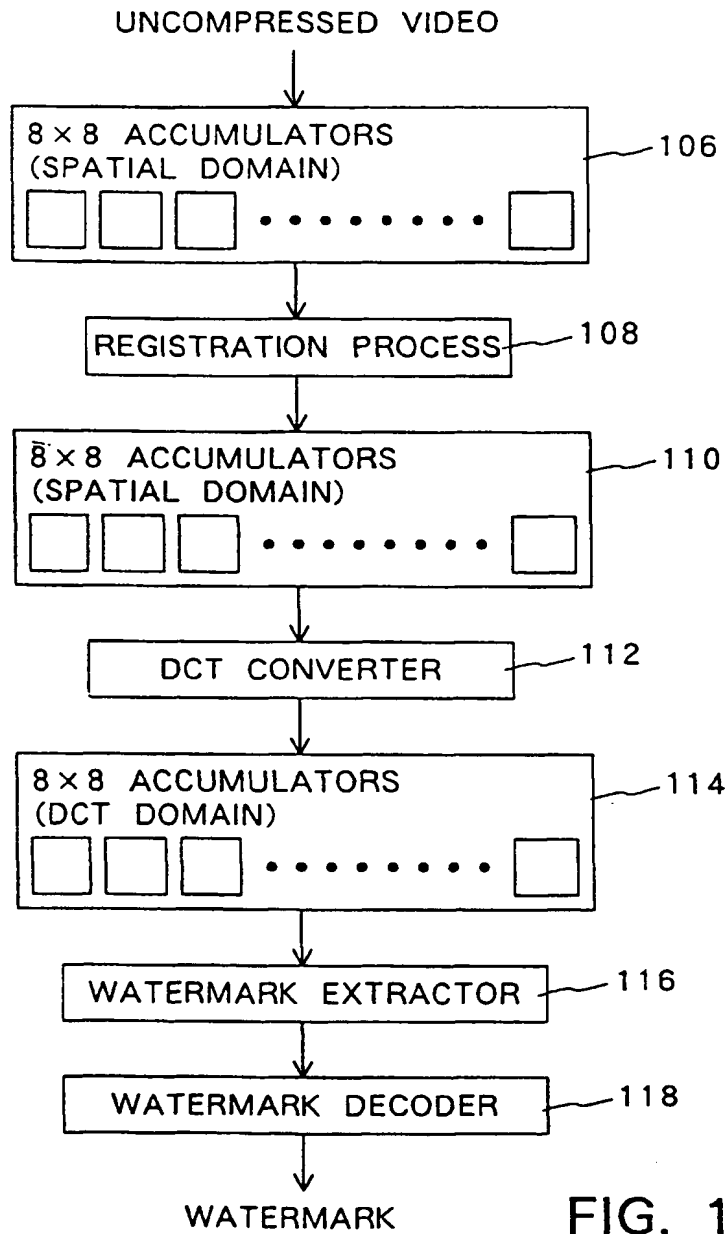 UNCOMPRESSED VIDEO
8 × 8 ACCUMULATORS
(SPATIAL DOMAIN)
106
REGISTRATION PROCESS
108
8 × 8 ACCUMULATORS
(SPATIAL DOMAIN)
110
DCT CONVERTER
112
8 × 8 ACCUMULATORS
(DCT DOMAIN)
114
WATERMARK EXTRACTOR
116
WATERMARK DECODER
118
WATERMARK
FIG. 1